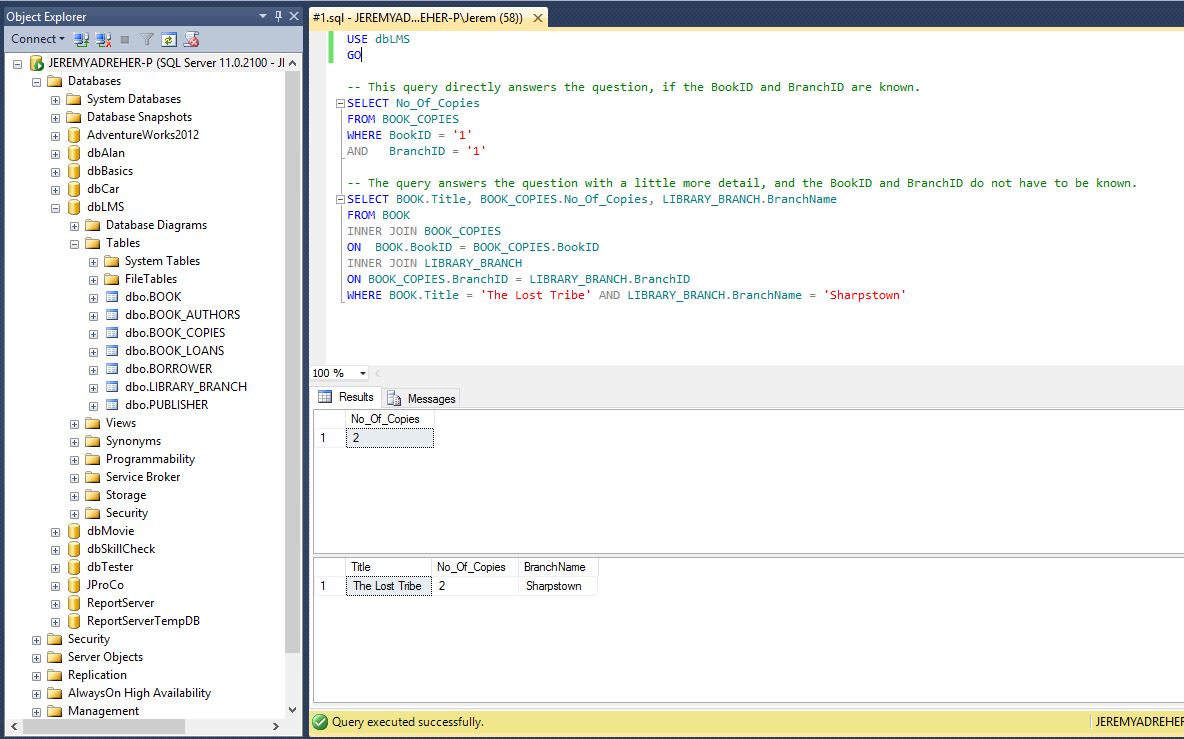 Object Explorer
Connect
JEREMYADREHER-P (SQL Server 11.0.2100 - JI
Databases
System Databases
Database Snapshots
AdventureWorks2012
dbAlan
dbBasics
dbCar
dbLMS
Database Diagrams
Tables
System Tables
FileTables
dbo.BOOK
dbo.BOOK_AUTHORS
dbo.BOOK_COPIES
dbo.BOOK_LOANS
dbo.BORROWER
dbo.LIBRARY_BRANCH
dbo.PUBLISHER
Views
Synonyms
Programmability
Service Broker
Storage
Security
dbMovie
dbSkillCheck
dbTester
JProCo
ReportServer
ReportServerTempDB
Security
Server Objects
Replication
AlwaysOn High Availability
Management
#1.sql - JEREMYAD...EHER-P\Jerem (58))
USE dbLMS
GO
-- This query directly answers the question, if the BookID and BranchID are known.
SELECT No_Of_Copies
FROM BOOK_COPIES
WHERE BookID = '1'
AND   BranchID = '1'
-- The query answers the question with a little more detail, and the BookID and BranchID do not have to be known.
SELECT BOOK.Title, BOOK_COPIES.No_Of_Copies, LIBRARY_BRANCH.BranchName
FROM BOOK
INNER JOIN BOOK_COPIES
ON  BOOK.BookID = BOOK_COPIES.BookID
INNER JOIN LIBRARY_BRANCH
ON BOOK_COPIES.BranchID = LIBRARY_BRANCH.BranchID
WHERE BOOK.Title = 'The Lost Tribe' AND LIBRARY_BRANCH.BranchName = 'Sharpstown'
100 %
Results Messages
No_Of_Copies
1 2
Title No_Of_Copies BranchName
1 The Lost Tribe 2 Sharpstown
Query executed successfully. JEREMYADREHER